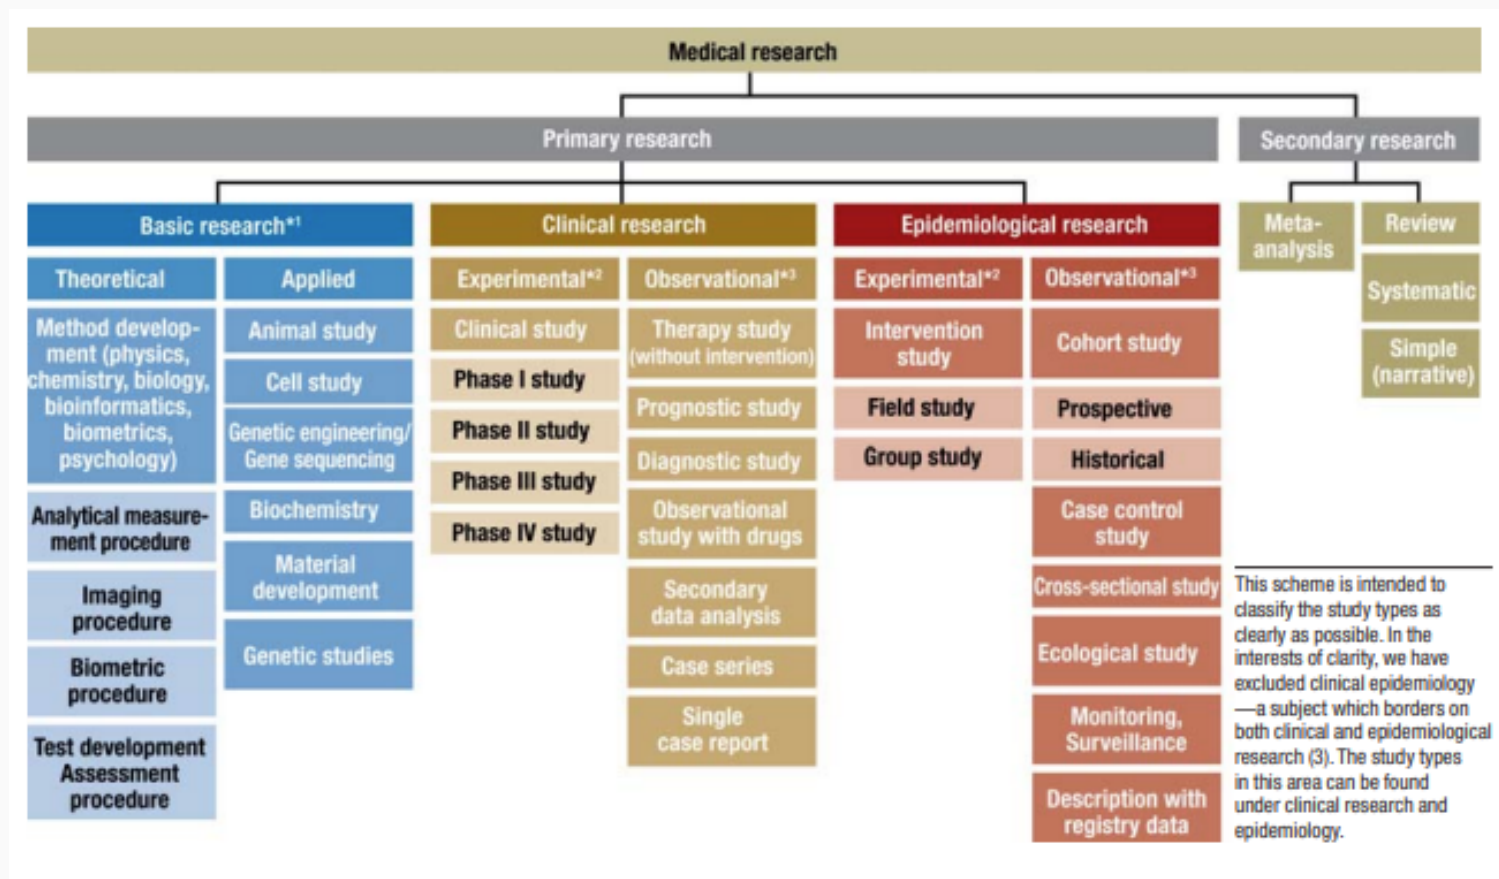 Medical research
Primary research
Secondary research
Basic research*1
Clinical research
Epidemiological research
Meta-
analysis
Review
Systematic
Simple
(narrative)
Theoretical
Method develop-
ment (physics,
chemistry, biology,
bioinformatics,
biometrics,
psychology)
Analytical measure-
ment procedure
Imaging
procedure
Biometric
procedure
Test development
Assessment
procedure
Applied
Animal study
Cell study
Genetic engineering/
Gene sequencing
Biochemistry
Material
development
Genetic studies
Experimental*2
Clinical study
Phase I study
Phase II study
Phase III study
Phase IV study
Observational*3
Therapy study
(without intervention)
Prognostic study
Diagnostic study
Observational
study with drugs
Secondary
data analysis
Case series
Single
case report
Experimental*2
Intervention
study
Field study
Group study
Observational*3
Cohort study
Prospective
Historical
Case control
study
Cross-sectional study
Ecological study
Monitoring,
Surveillance
Description with
registry data
This scheme is intended to
classify the study types as
clearly as possible. In the
interests of clarity, we have
excluded clinical epidemiology
—a subject which borders on
both clinical and epidemiological
research (3). The study types
in this area can be found
under clinical research and
epidemiology.